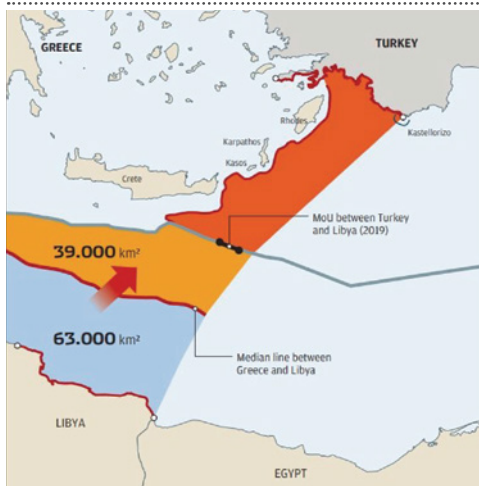 GREECE
TURKEY
Rhodes
Kastellorizo
Karpathos
Kasos
Crete
MoU between Turkey
and Libya (2019)
39.000 km²
63.000 km²
Median line between
Greece and Libya
LIBYA
EGYPT